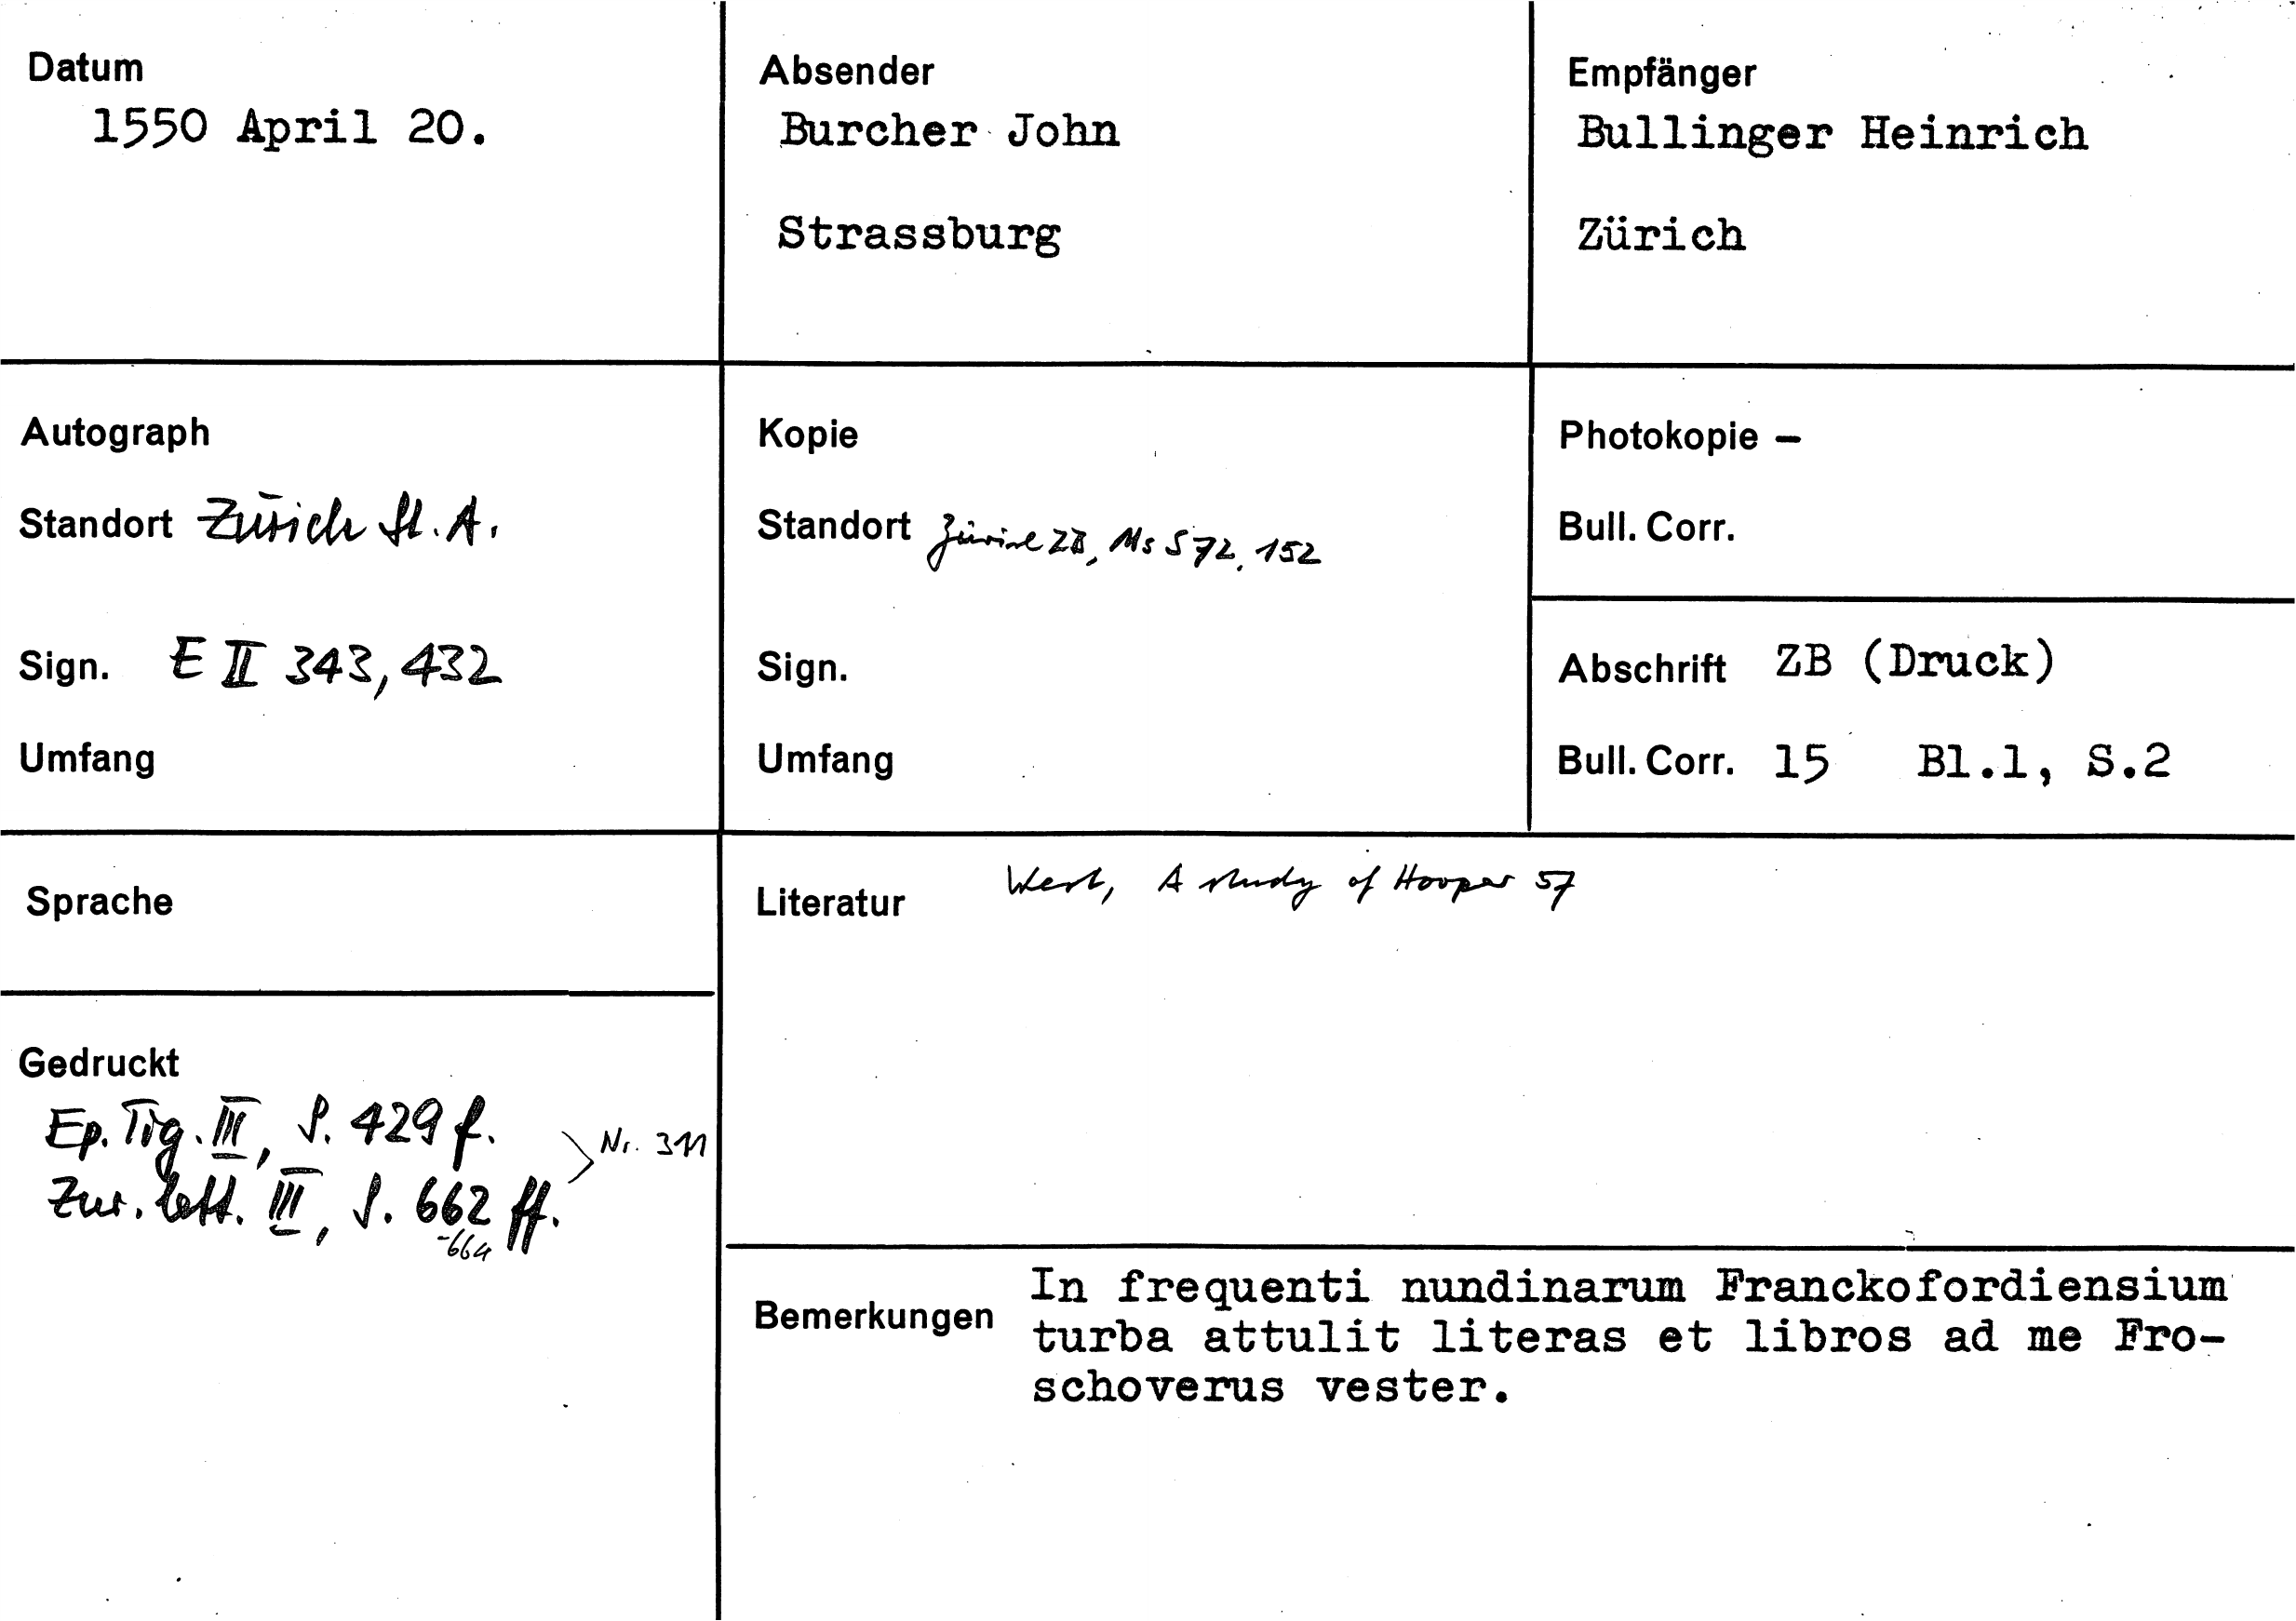 Datum
1550 April 20.
Absender
Burcher John
Strassburg
Empfänger
Bullinger Heinrich
Zürich
Autograph
Standort Zürich St. A.
Sign. E II 343, 432
Umfang
Kopie
Standort Zürich ZB, Ms S 72, 152
Sign.
Umfang
Photokopie –
Bull. Corr.
Abschrift ZB (Druck)
Bull. Corr. 15 Bl.1, S.2
Sprache
Literatur West, A study of Hooper 57
Gedruckt
Ep. Tig. III, S. 429 f.
Zur. lett. III, S. 662 ff.
-664
Nr. 311
Bemerkungen In frequenti nundinarum Franckofordiensium
turba attulit literas et libros ad me Fro-
schoverus vester.